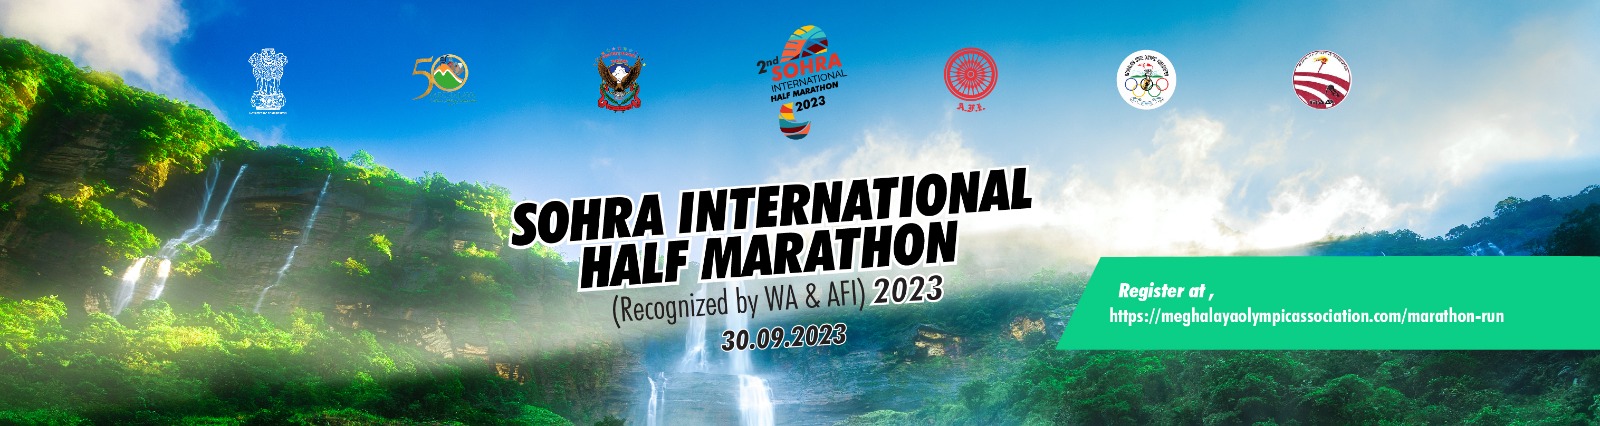 50
2nd
SOHRA
INTERNATIONAL
HALF MARATHON
2023
A.F.I.
SOHRA INTERNATIONAL
HALF MARATHON
(Recognized by WA & AFI) 2023
30.09.2023
Register at ,
https://meghalayaolympicassociation.com/marathon-run